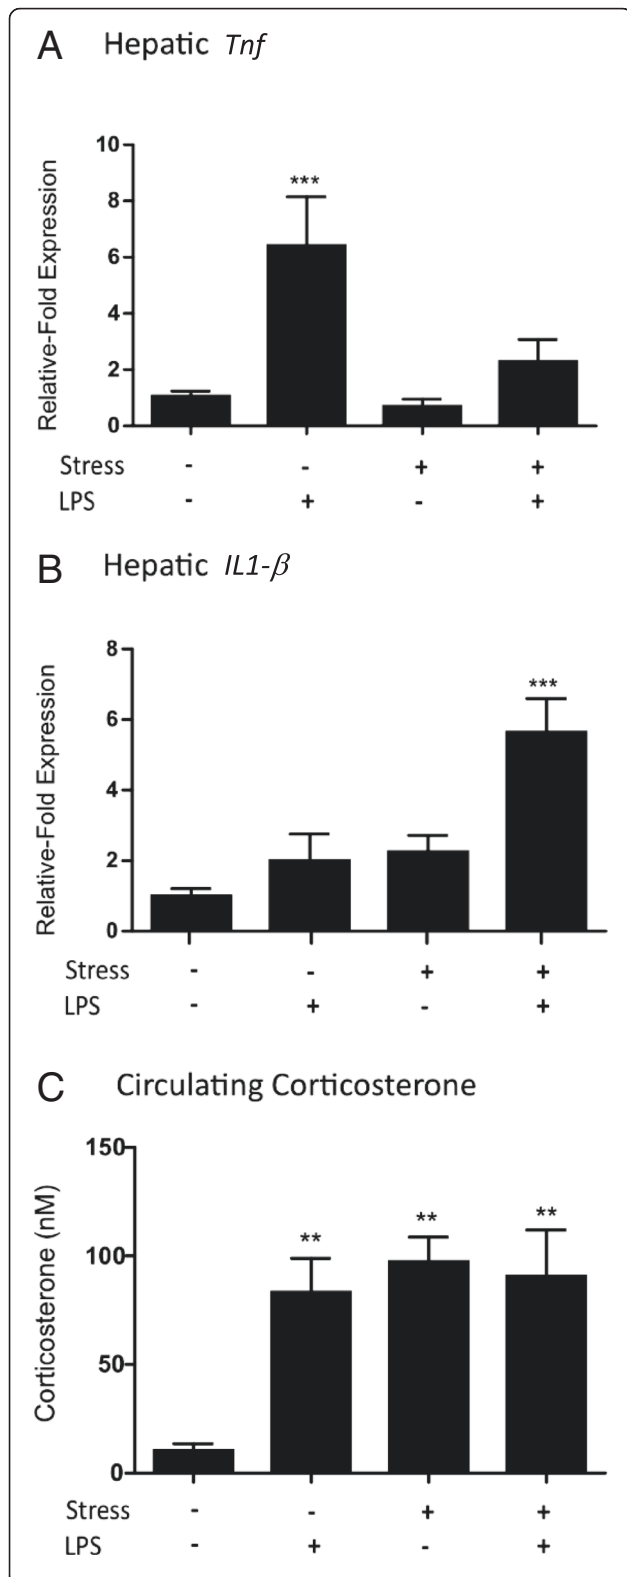 A Hepatic Tnf
Relative-Fold Expression
10
***
8
6
4
2
0
Stress - - + +
LPS - + - +
B Hepatic IL1-β
Relative-Fold Expression
8
***
6
4
2
0
Stress - - + +
LPS - + - +
C Circulating Corticosterone
Corticosterone (nM)
150
** ** **
100
50
0
Stress - - + +
LPS - + - +